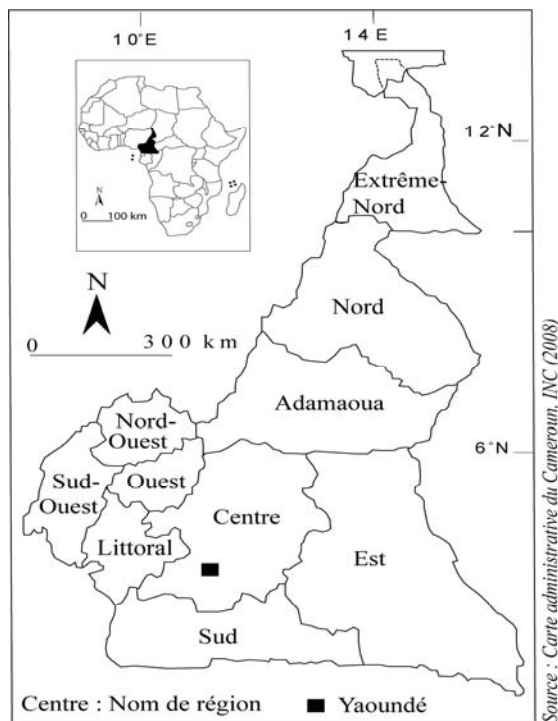 10°E
14°E
12°N
N
0 100 km
Extrême-
Nord
N
0 300 km
Nord
Adamaoua
Nord-
Ouest
6°N
Sud-
Ouest
Ouest
Centre
Littoral
Est
Sud
Centre : Nom de région
Yaoundé
Source : Carte administrative du Cameroun, INC (2008)